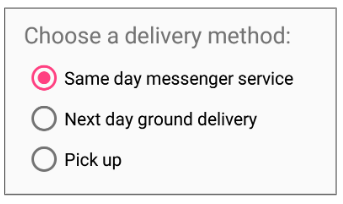 Choose a delivery method:
Same day messenger service
Next day ground delivery
Pick up